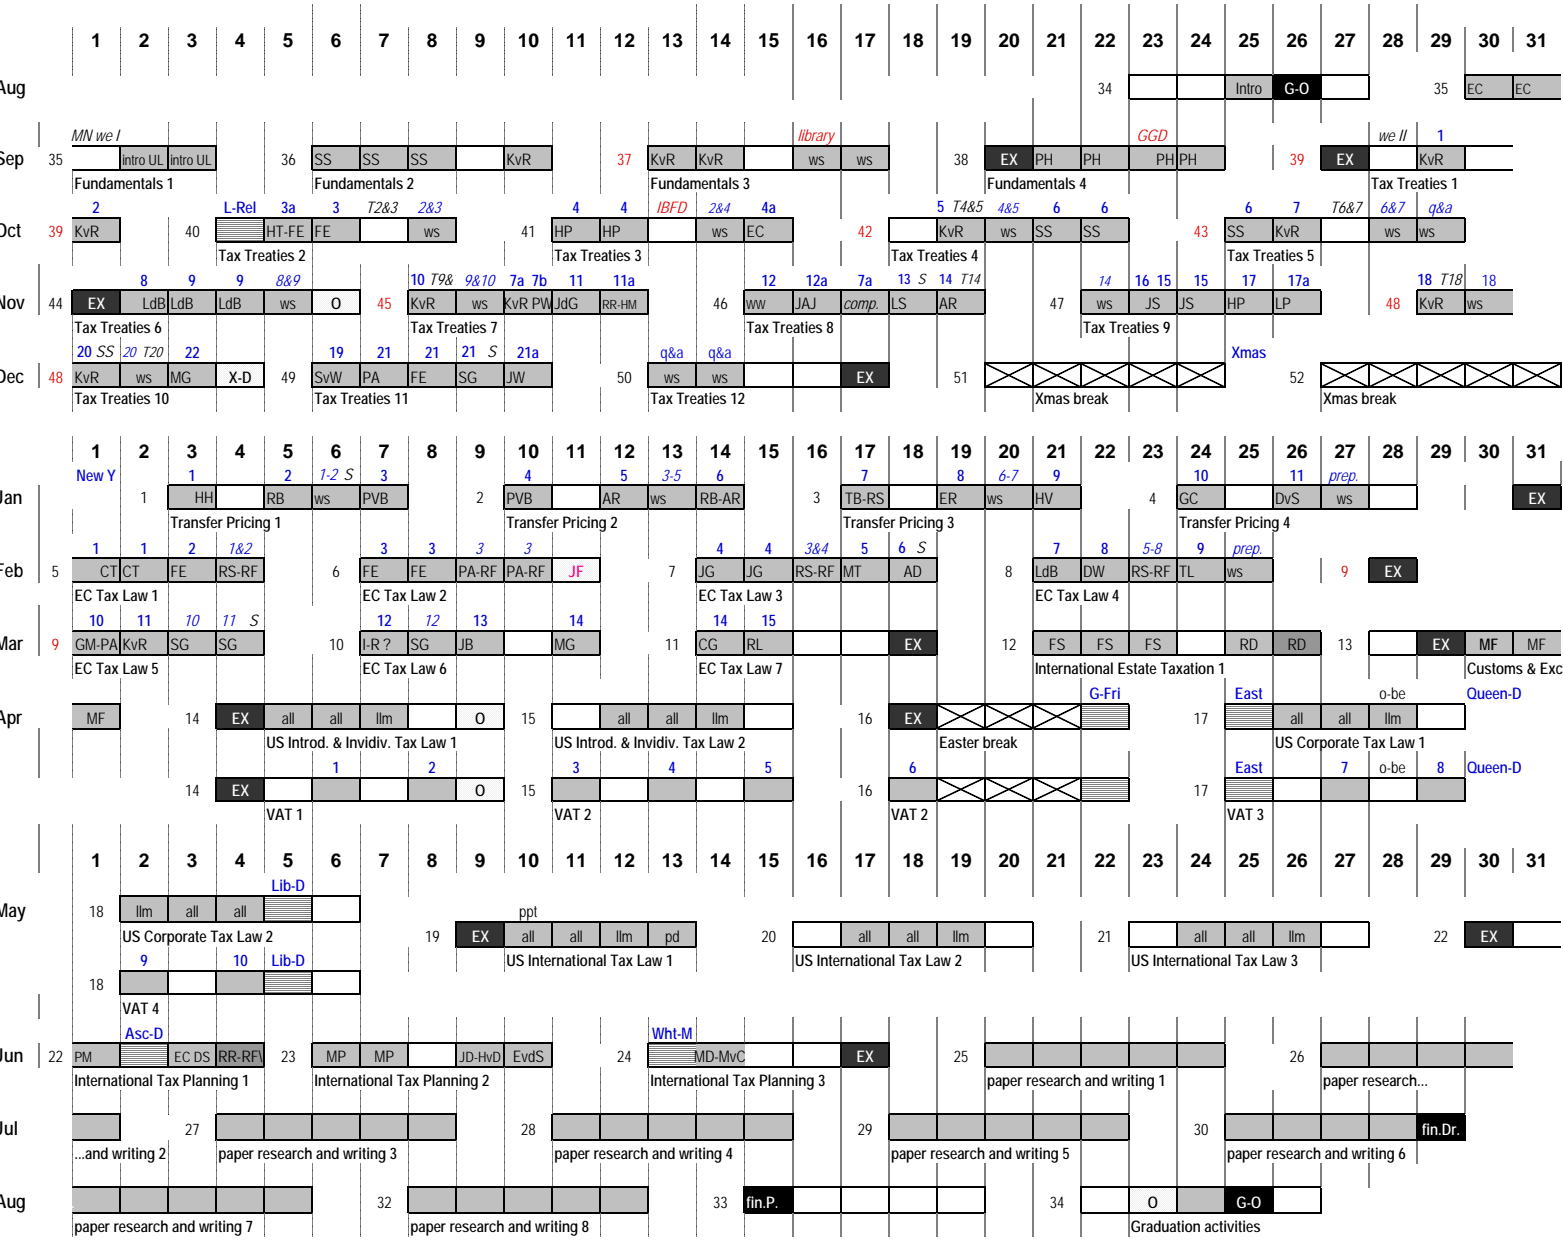 1 2 3 4 5 6 7 8 9 10 11 12 13 14 15 16 17 18 19 20 21 22 23 24 25 26 27 28 29 30 31
Aug 34 Intro G-O 35 EC EC
MN we I library GGD we II 1
Sep 35 intro UL intro UL 36 SS SS SS KvR 37 KvR KvR ws ws 38 EX PH PH PH PH 39 EX KvR
Fundamentals 1 Fundamentals 2 Fundamentals 3 Fundamentals 4 Tax Treaties 1
2 L-Rel 3a 3 T2&3 2&3 4 4 IBFD 2&4 4a 5 T4&5 4&5 6 6 6 7 T6&7 6&7 q&a
Oct 39 KvR 40 HT-FE FE ws 41 HP HP ws EC 42 KvR ws SS SS 43 SS KvR ws ws
Tax Treaties 2 Tax Treaties 3 Tax Treaties 4 Tax Treaties 5
8 9 9 8&9 10 T9& 9&10 7a 7b 11 11a 12 12a 7a 13 S 14 T14 14 16 15 15 17 17a 18 T18 18
Nov 44 EX LdB LdB LdB ws O 45 KvR ws KvR PW JdG RR-HM 46 WW JAJ comp. LS AR 47 ws JS JS HP LP 48 KvR ws
Tax Treaties 6 Tax Treaties 7 Tax Treaties 8 Tax Treaties 9
20 SS 20 T20 22 19 21 21 21 S 21a q&a q&a Xmas
Dec 48 KvR ws MG X-D 49 SvW PA FE SG JW 50 ws ws EX 51 52
Tax Treaties 10 Tax Treaties 11 Tax Treaties 12 Xmas break Xmas break
1 2 3 4 5 6 7 8 9 10 11 12 13 14 15 16 17 18 19 20 21 22 23 24 25 26 27 28 29 30 31
New Y 1 2 1-2 S 3 4 5 3-5 6 7 8 6-7 9 10 11 prep.
Jan 1 HH RB ws PVB 2 PVB AR ws RB-AR 3 TB-RS ER ws HV 4 GC DvS ws EX
Transfer Pricing 1 Transfer Pricing 2 Transfer Pricing 3 Transfer Pricing 4
1 1 2 1&2 3 3 3 3 4 4 3&4 5 6 S 7 8 5-8 9 prep.
Feb 5 CT CT FE RS-RF 6 FE FE PA-RF PA-RF JF 7 JG JG RS-RF MT AD 8 LdB DW RS-RF TL ws 9 EX
EC Tax Law 1 EC Tax Law 2 EC Tax Law 3 EC Tax Law 4
10 11 10 11 S 12 12 13 14 14 15
Mar 9 GM-PA KvR SG SG 10 I-R ? SG JB MG 11 CG RL EX 12 FS FS FS RD RD 13 EX MF MF
EC Tax Law 5 EC Tax Law 6 EC Tax Law 7 International Estate Taxation 1 Customs & Exc
G-Fri East o-be Queen-D
Apr MF 14 EX all all llm O 15 all all llm 16 EX 17 all all llm
US Introd. & Invidiv. Tax Law 1 US Introd. & Invidiv. Tax Law 2 Easter break US Corporate Tax Law 1
1 2 3 4 5 6 East 7 o-be 8 Queen-D
14 EX O 15 16 17
VAT 1 VAT 2 VAT 2 VAT 3
1 2 3 4 5 6 7 8 9 10 11 12 13 14 15 16 17 18 19 20 21 22 23 24 25 26 27 28 29 30 31
Lib-D
May 18 llm all all ppt
US Corporate Tax Law 2 19 EX all all llm pd 20 all all llm 21 all all llm 22 EX
9 10 Lib-D US International Tax Law 1 US International Tax Law 2 US International Tax Law 3
18
VAT 4
Asc-D Wht-M
Jun 22 PM EC DS RR-RF\ 23 MP MP JD-HvD EvdS 24 MD-MvC EX 25 26
International Tax Planning 1 International Tax Planning 2 International Tax Planning 3 paper research and writing 1 paper research...
Jul 27 28 29 30 fin.Dr.
...and writing 2 paper research and writing 3 paper research and writing 4 paper research and writing 5 paper research and writing 6
Aug 32 33 fin.P. 34 O G-O
paper research and writing 7 paper research and writing 8 Graduation activities